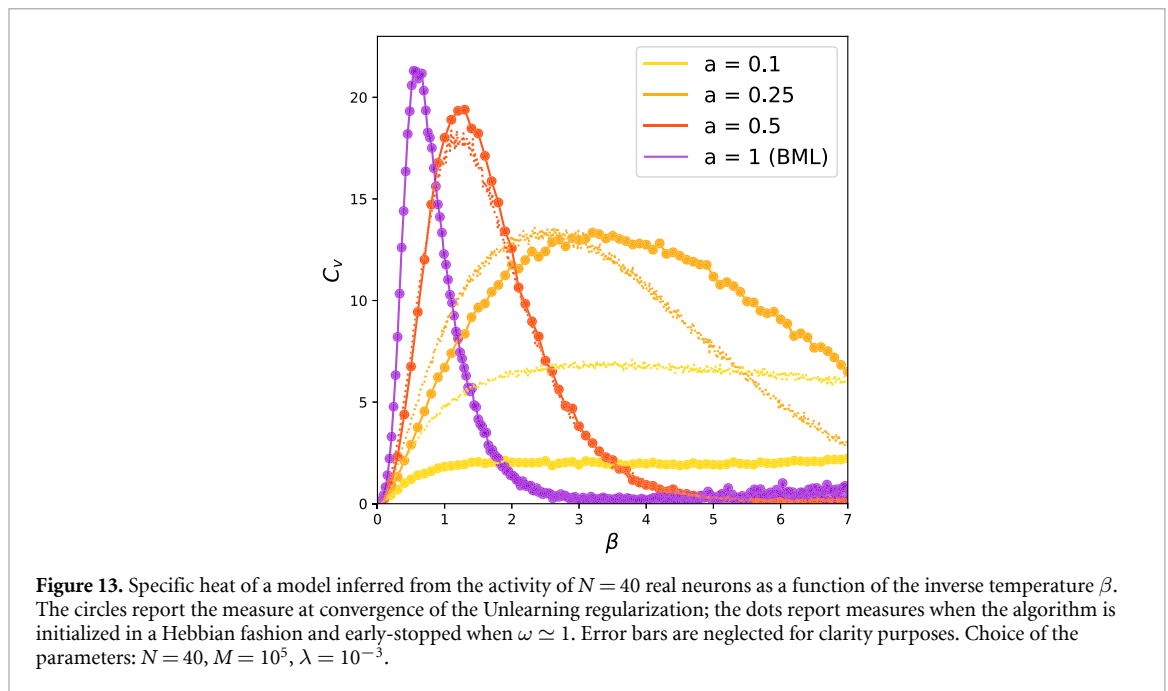 a = 0.1
a = 0.25
a = 0.5
a = 1 (BML)
20
15
10
5
0
C_v
0 1 2 3 4 5 6 7
β
Figure 13. Specific heat of a model inferred from the activity of N = 40 real neurons as a function of the inverse temperature β.
The circles report the measure at convergence of the Unlearning regularization; the dots report measures when the algorithm is
initialized in a Hebbian fashion and early-stopped when ω ≃ 1. Error bars are neglected for clarity purposes. Choice of the
parameters: N = 40, M = 10⁵, λ = 10⁻³.